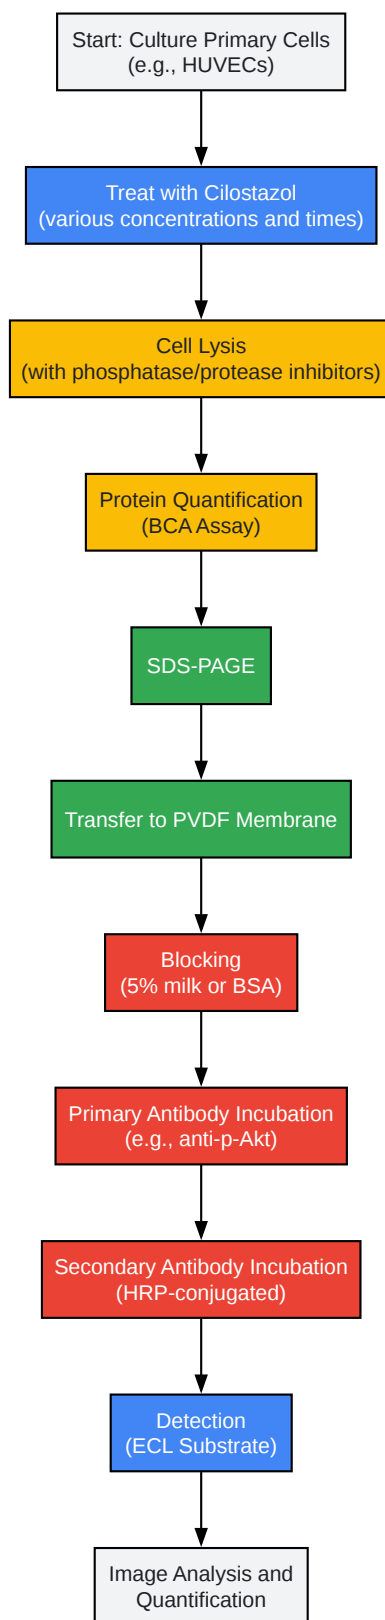 Start: Culture Primary Cells
(e.g., HUVECs)
Treat with Cilostazol
(various concentrations and times)
Cell Lysis
(with phosphatase/protease inhibitors)
Protein Quantification
(BCA Assay)
SDS-PAGE
Transfer to PVDF Membrane
Blocking
(5% milk or BSA)
Primary Antibody Incubation
(e.g., anti-p-Akt)
Secondary Antibody Incubation
(HRP-conjugated)
Detection
(ECL Substrate)
Image Analysis and
Quantification